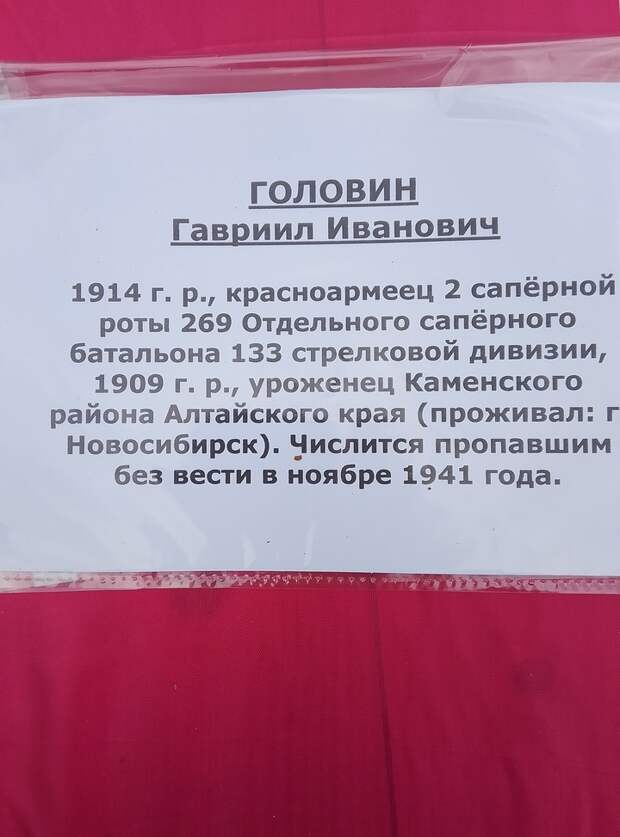 ГОЛОВИН
Гавриил Иванович
1914 г. р., красноармеец 2 сапёрной
роты 269 Отдельного сапёрного
батальона 133 стрелковой дивизии,
1909 г. р., уроженец Каменского
района Алтайского края (проживал: г
Новосибирск). Числится пропавшим
без вести в ноябре 1941 года.